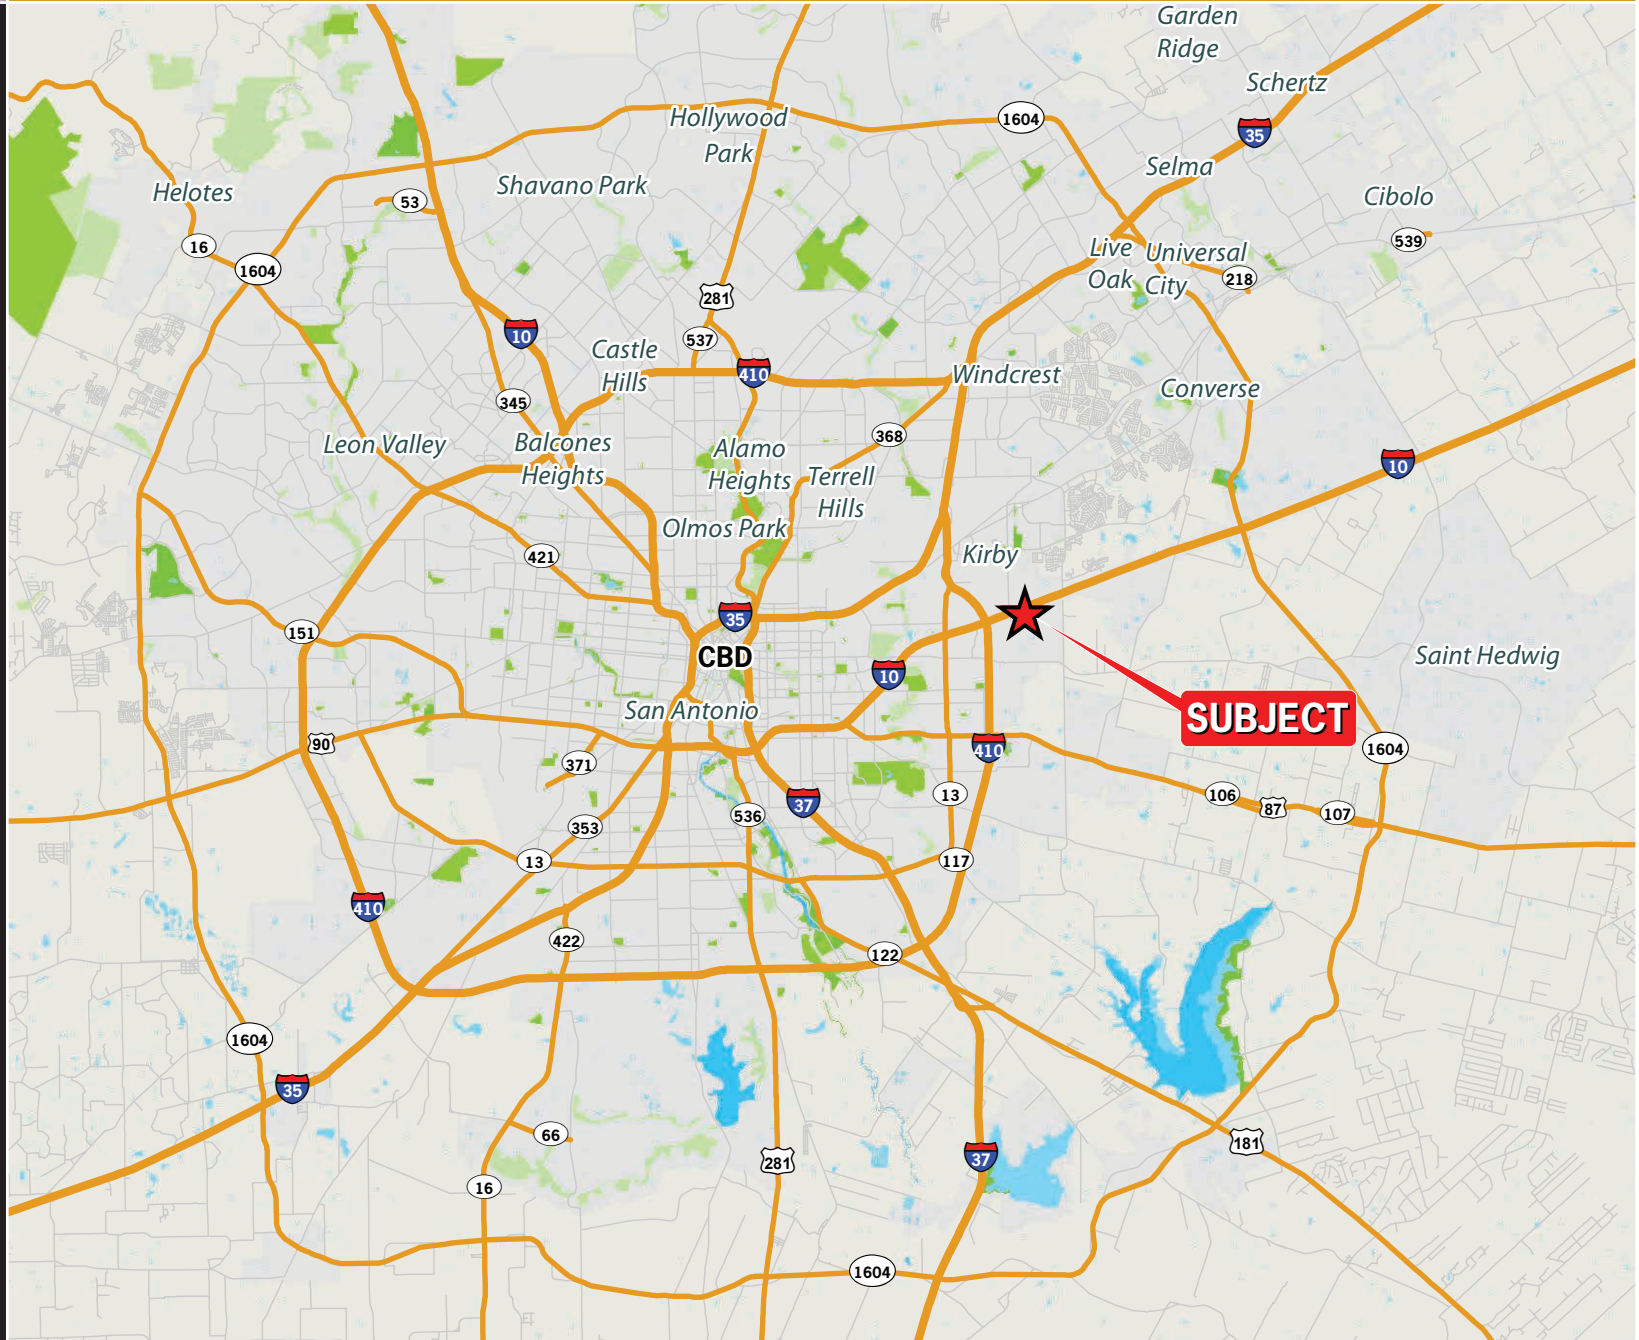 Garden
Ridge
Schertz
35
Hollywood
Park
1604
Selma
Helotes
Shavano Park
53
Cibolo
16
1604
539
Live
Oak
Universal
City
218
281
10
537
Castle
Hills
410
Windcrest
Converse
345
368
Leon Valley
Balcones
Heights
Alamo
Heights
Terrell
Hills
10
Olmos Park
421
Kirby
35
151
CBD
10
Saint Hedwig
San Antonio
SUBJECT
90
371
410
1604
37
13
106
87
107
536
353
13
117
410
422
122
1604
35
66
37
181
281
16
1604